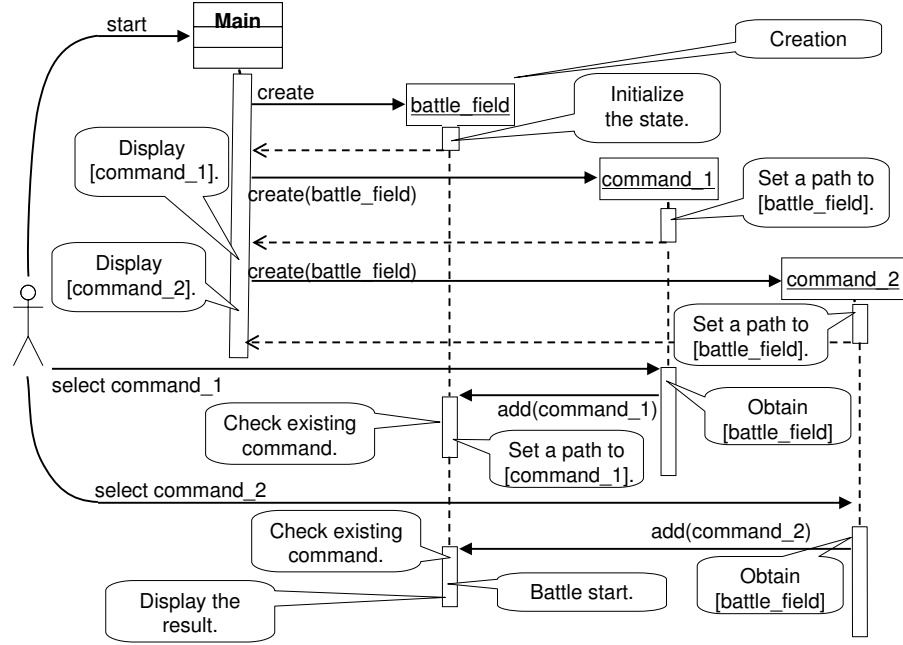 start
Main
Creation
create
battle_field
Initialize
the state.
Display
[command_1].
create(battle_field)
command_1
Set a path to
[battle_field].
Display
[command_2].
create(battle_field)
command_2
Set a path to
[battle_field].
select command_1
add(command_1)
Check existing
command.
Obtain
[battle_field]
Set a path to
[command_1].
select command_2
Check existing
command.
add(command_2)
Display the
result.
Battle start.
Obtain
[battle_field]